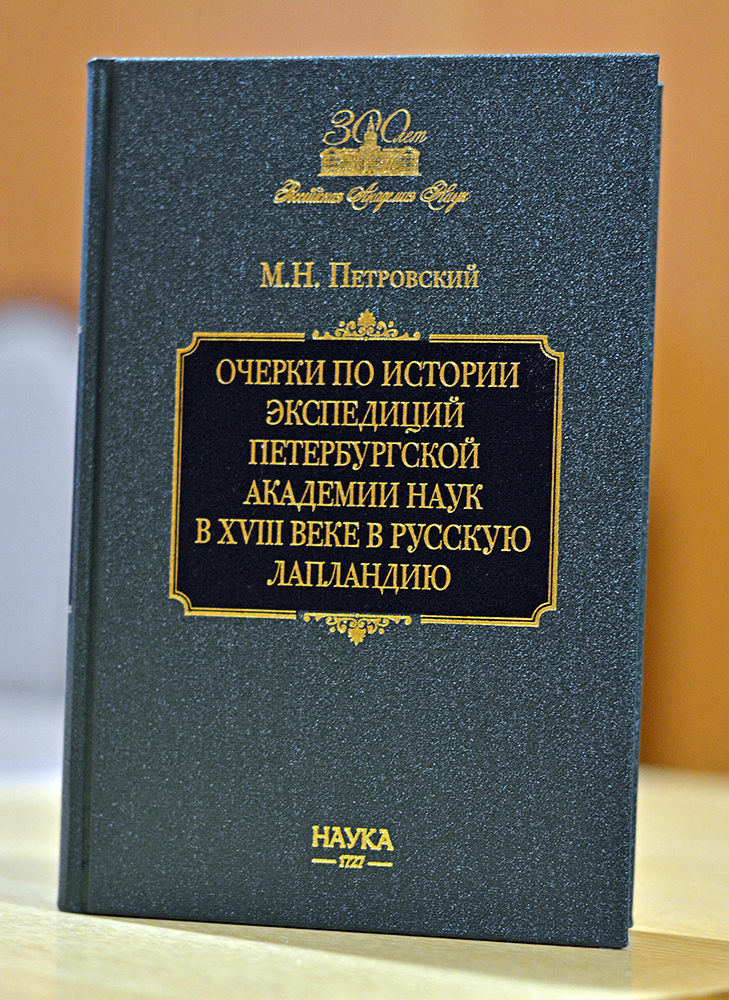 300 лет
Российская Академия Наук
М.Н. Петровский
ОЧЕРКИ ПО ИСТОРИИ
ЭКСПЕДИЦИЙ
ПЕТЕРБУРГСКОЙ
АКАДЕМИИ НАУК
В XVIII ВЕКЕ В РУССКУЮ
ЛАПЛАНДИЮ
НАУКА
1727